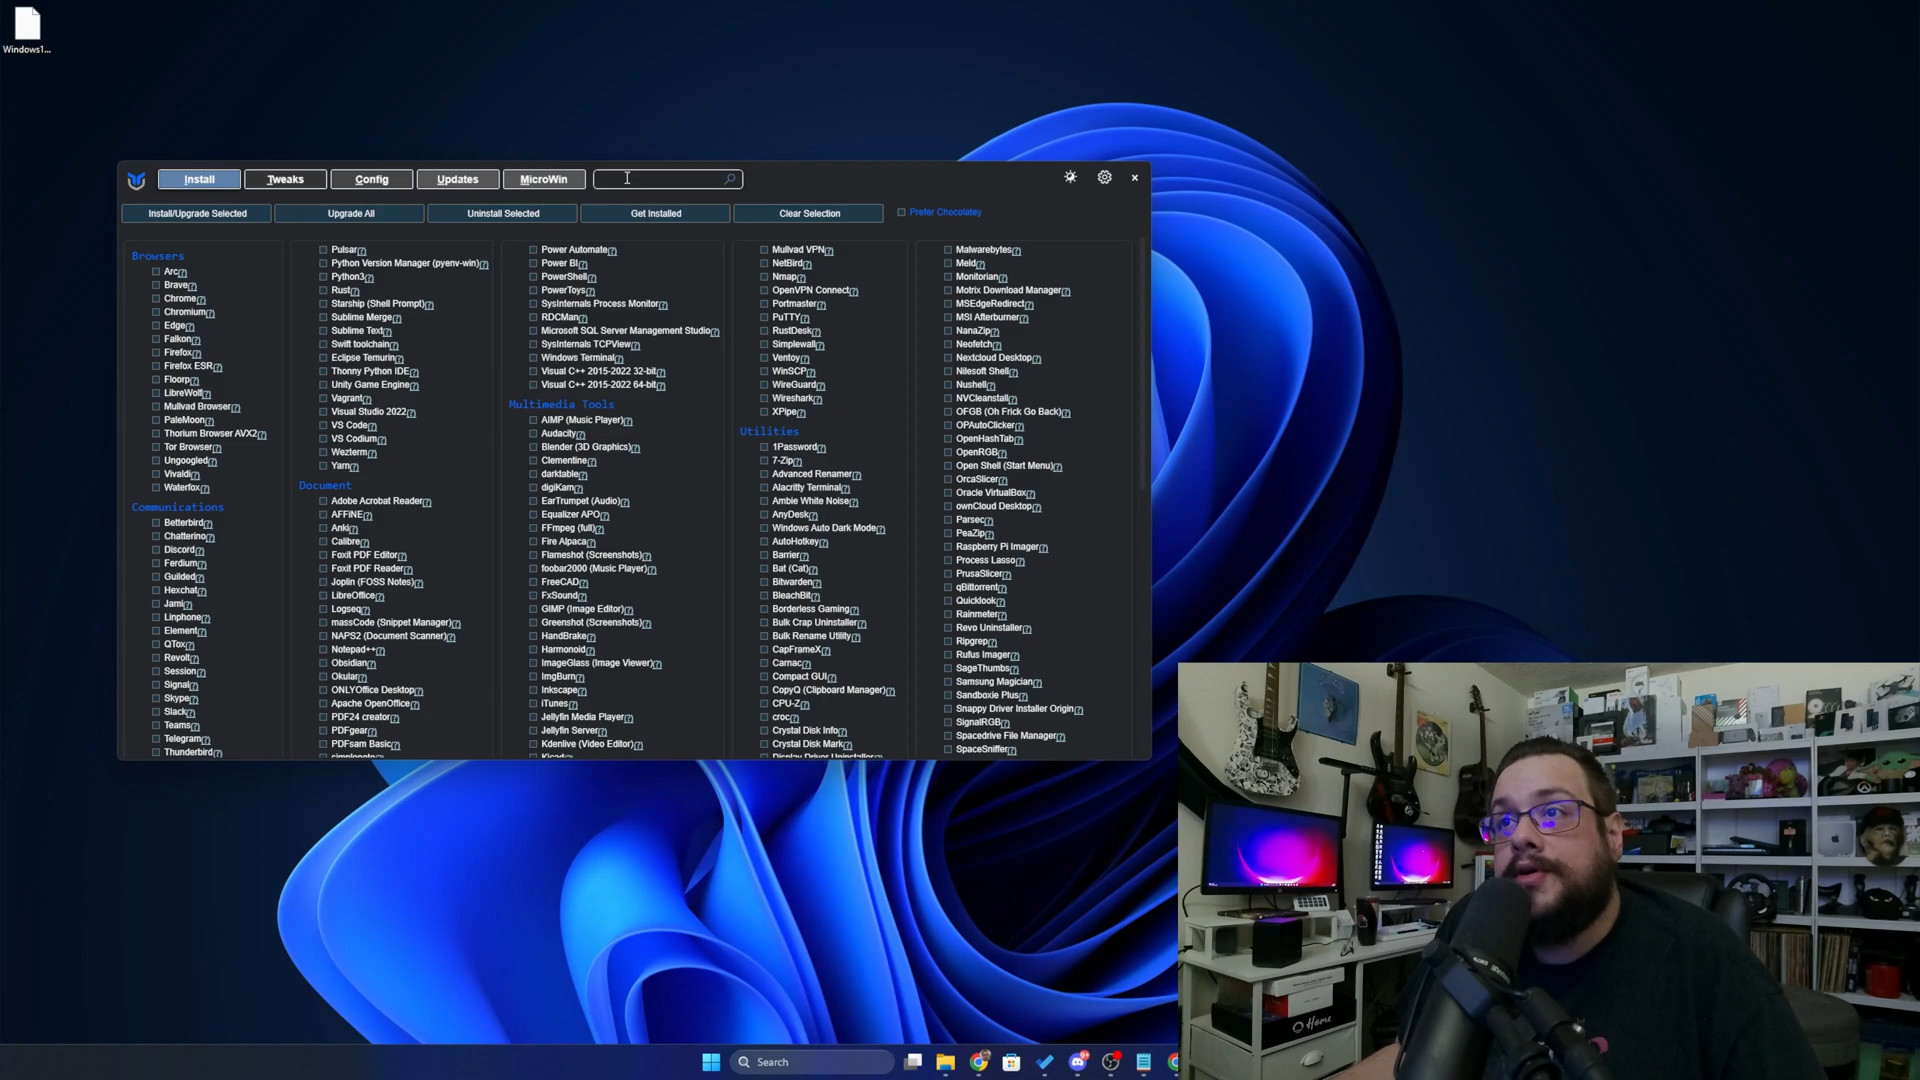 Windows1...
Install
Tweaks
Config
Updates
MicroWin
Install/Upgrade Selected
Upgrade All
Uninstall Selected
Get Installed
Clear Selection
Prefer Chocolatey
Browsers
Arc(?)
Brave(?)
Chrome(?)
Chromium(?)
Edge(?)
Falkon(?)
Firefox(?)
Firefox ESR(?)
Floorp(?)
LibreWolf(?)
Mullvad Browser(?)
PaleMoon(?)
Thorium Browser AVX2(?)
Tor Browser(?)
Ungoogled(?)
Vivaldi(?)
Waterfox(?)
Communications
Betterbird(?)
Chatterino(?)
Discord(?)
Ferdium(?)
Guilded(?)
Hexchat(?)
Jami(?)
Linphone(?)
Element(?)
QTox(?)
Revolt(?)
Session(?)
Signal(?)
Skype(?)
Slack(?)
Teams(?)
Telegram(?)
Thunderbird(?)
Pulsar(?)
Python Version Manager (pyenv-win)(?)
Python3(?)
Rust(?)
Starship (Shell Prompt)(?)
Sublime Merge(?)
Sublime Text(?)
Swift toolchain(?)
Eclipse Temurin(?)
Thonny Python IDE(?)
Unity Game Engine(?)
Vagrant(?)
Visual Studio 2022(?)
VS Code(?)
VS Codium(?)
Wezterm(?)
Yarn(?)
Document
Adobe Acrobat Reader(?)
AFFiNE(?)
Anki(?)
Calibre(?)
Foxit PDF Editor(?)
Foxit PDF Reader(?)
Joplin (FOSS Notes)(?)
LibreOffice(?)
Logseq(?)
massCode (Snippet Manager)(?)
NAPS2 (Document Scanner)(?)
Notepad++(?)
Obsidian(?)
Okular(?)
ONLYOffice Desktop(?)
Apache OpenOffice(?)
PDF24 creator(?)
PDFgear(?)
PDFsam Basic(?)
simplenote(?)
Power Automate(?)
Power BI(?)
PowerShell(?)
PowerToys(?)
SysInternals Process Monitor(?)
RDCMan(?)
Microsoft SQL Server Management Studio(?)
SysInternals TCPView(?)
Windows Terminal(?)
Visual C++ 2015-2022 32-bit(?)
Visual C++ 2015-2022 64-bit(?)
Multimedia Tools
AIMP (Music Player)(?)
Audacity(?)
Blender (3D Graphics)(?)
Clementine(?)
darktable(?)
digiKam(?)
EarTrumpet (Audio)(?)
Equalizer APO(?)
FFmpeg (full)(?)
Fire Alpaca(?)
Flameshot (Screenshots)(?)
foobar2000 (Music Player)(?)
FreeCAD(?)
FxSound(?)
GIMP (Image Editor)(?)
Greenshot (Screenshots)(?)
HandBrake(?)
Harmonoid(?)
ImageGlass (Image Viewer)(?)
ImgBurn(?)
Inkscape(?)
iTunes(?)
Jellyfin Media Player(?)
Jellyfin Server(?)
Kdenlive (Video Editor)(?)
Kicad(?)
Mullvad VPN(?)
NetBird(?)
Nmap(?)
OpenVPN Connect(?)
Portmaster(?)
PuTTY(?)
RustDesk(?)
Simplewall(?)
Ventoy(?)
WinSCP(?)
WireGuard(?)
Wireshark(?)
XPipe(?)
Utilities
1Password(?)
7-Zip(?)
Advanced Renamer(?)
Alacritty Terminal(?)
Ambie White Noise(?)
AnyDesk(?)
Windows Auto Dark Mode(?)
AutoHotkey(?)
Barrier(?)
Bat (Cat)(?)
Bitwarden(?)
BleachBit(?)
Borderless Gaming(?)
Bulk Crap Uninstaller(?)
Bulk Rename Utility(?)
CapFrameX(?)
Carnac(?)
Compact GUI(?)
CopyQ (Clipboard Manager)(?)
CPU-Z(?)
croc(?)
Crystal Disk Info(?)
Crystal Disk Mark(?)
Display Driver Uninstaller(?)
Malwarebytes(?)
Meld(?)
Monitorian(?)
Motrix Download Manager(?)
MSEdgeRedirect(?)
MSI Afterburner(?)
NanaZip(?)
Neofetch(?)
Nextcloud Desktop(?)
Nilesoft Shell(?)
Nushell(?)
NVCleanstall(?)
OFGB (Oh Frick Go Back)(?)
OPAutoClicker(?)
OpenHashTab(?)
OpenRGB(?)
Open Shell (Start Menu)(?)
OrcaSlicer(?)
Oracle VirtualBox(?)
ownCloud Desktop(?)
Parsec(?)
PeaZip(?)
Raspberry Pi Imager(?)
Process Lasso(?)
PrusaSlicer(?)
qBittorrent(?)
Quicklook(?)
Rainmeter(?)
Revo Uninstaller(?)
Ripgrep(?)
Rufus Imager(?)
SageThumbs(?)
Samsung Magician(?)
Sandboxie Plus(?)
Snappy Driver Installer Origin(?)
SignalRGB(?)
Spacedrive File Manager(?)
SpaceSniffer(?)
Home
Search